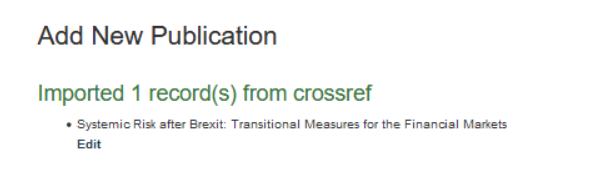 Add New Publication
Imported 1 record(s) from crossref
• Systemic Risk after Brexit: Transitional Measures for the Financial Markets
Edit